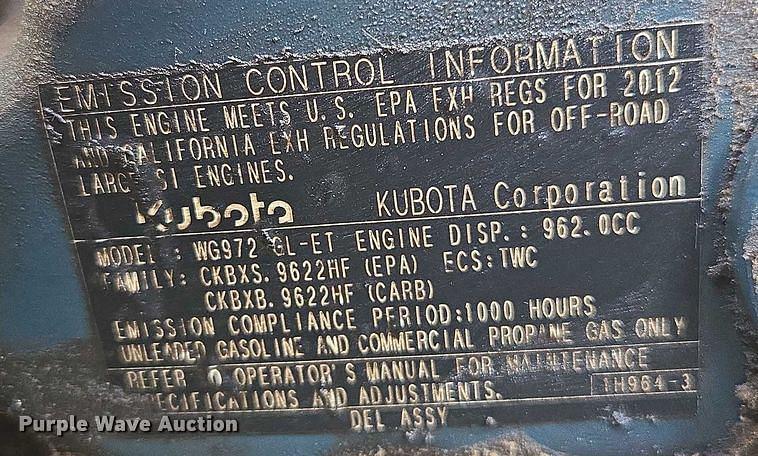 EMISSION CONTROL INFORMATION
THIS ENGINE MEETS U.S. EPA EXH REGS FOR 2012
AND CALIFORNIA EXH REGULATIONS FOR OFF-ROAD
LARGE SI ENGINES.
Kubota KUBOTA Corporation
MODEL : WG972 GL-ET ENGINE DISP.: 962.0CC
FAMILY: CKBXS.9622HF (EPA) ECS:TWC
CKBXB.9622HF (CARB)
EMISSION COMPLIANCE PERIOD:1000 HOURS
UNLEADED GASOLINE AND COMMERCIAL PROPANE GAS ONLY
REFER O OPERATOR'S MANUAL FOR MAINTENANCE
ECIFICATIONS AND ADJUSTMENTS. 1H964-3
DEL ASSY
Purple Wave Auction